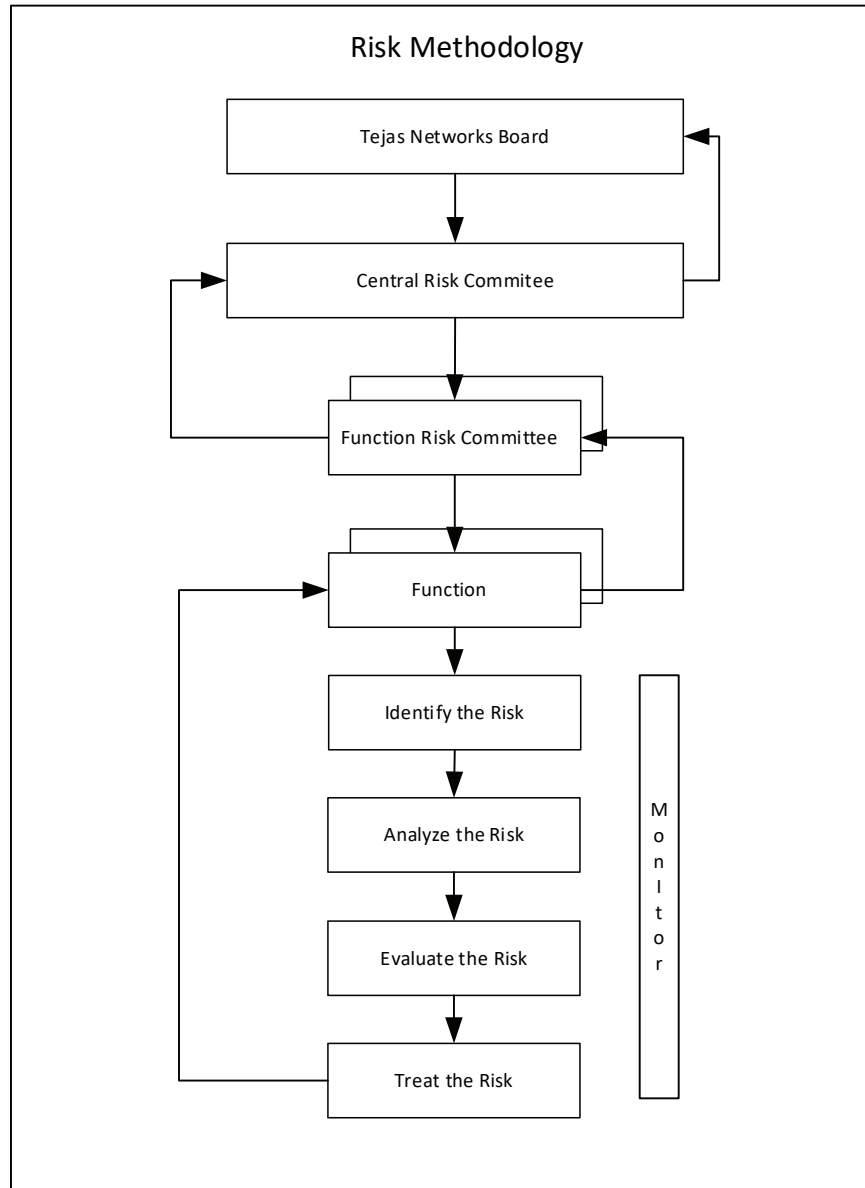 Risk Methodology
Tejas Networks Board
Central Risk Commitee
Function Risk Committee
Function
Identify the Risk
Analyze the Risk
Evaluate the Risk
Treat the Risk
M
o
n
I
t
o
r